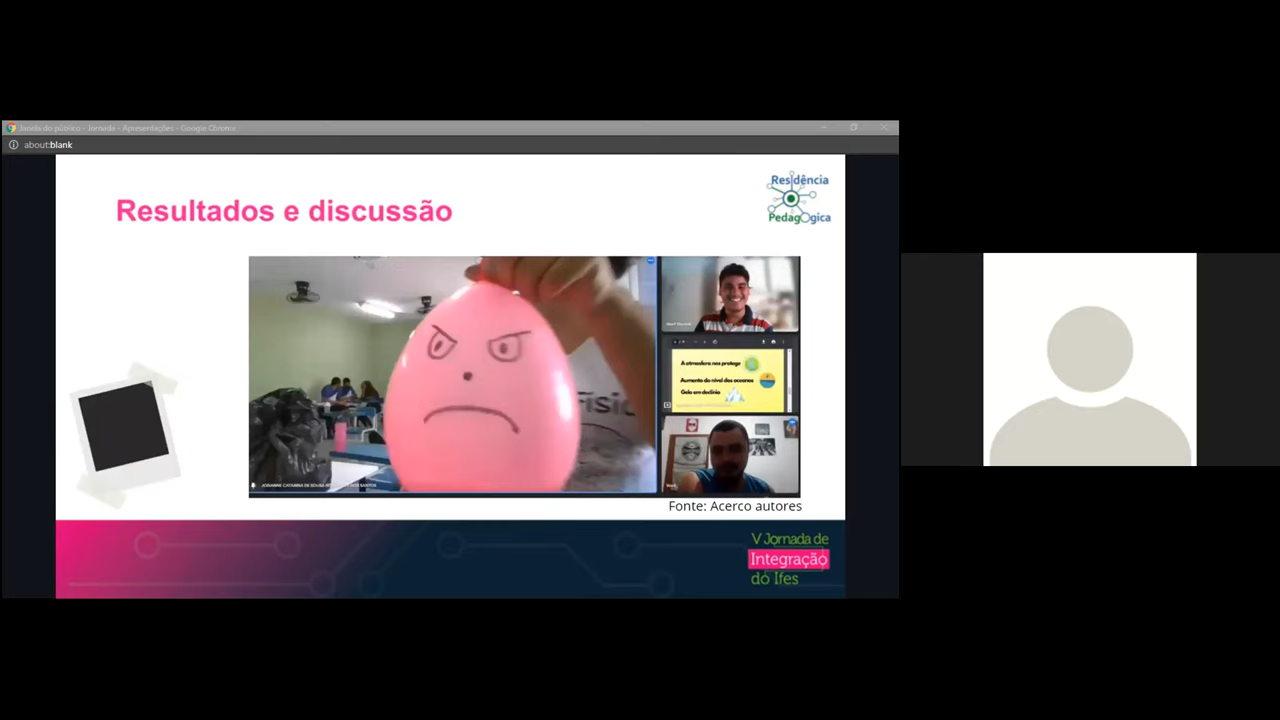 Janela do público - Jornada - Apresentações - Google Chrome
about:blank
Resultados e discussão
Residência
Pedagógica
A atmosfera nos protege
Aumento do nível dos oceanos
Gelo em declínio
Fonte: Acerco autores
V Jornada de
Integração
do Ifes